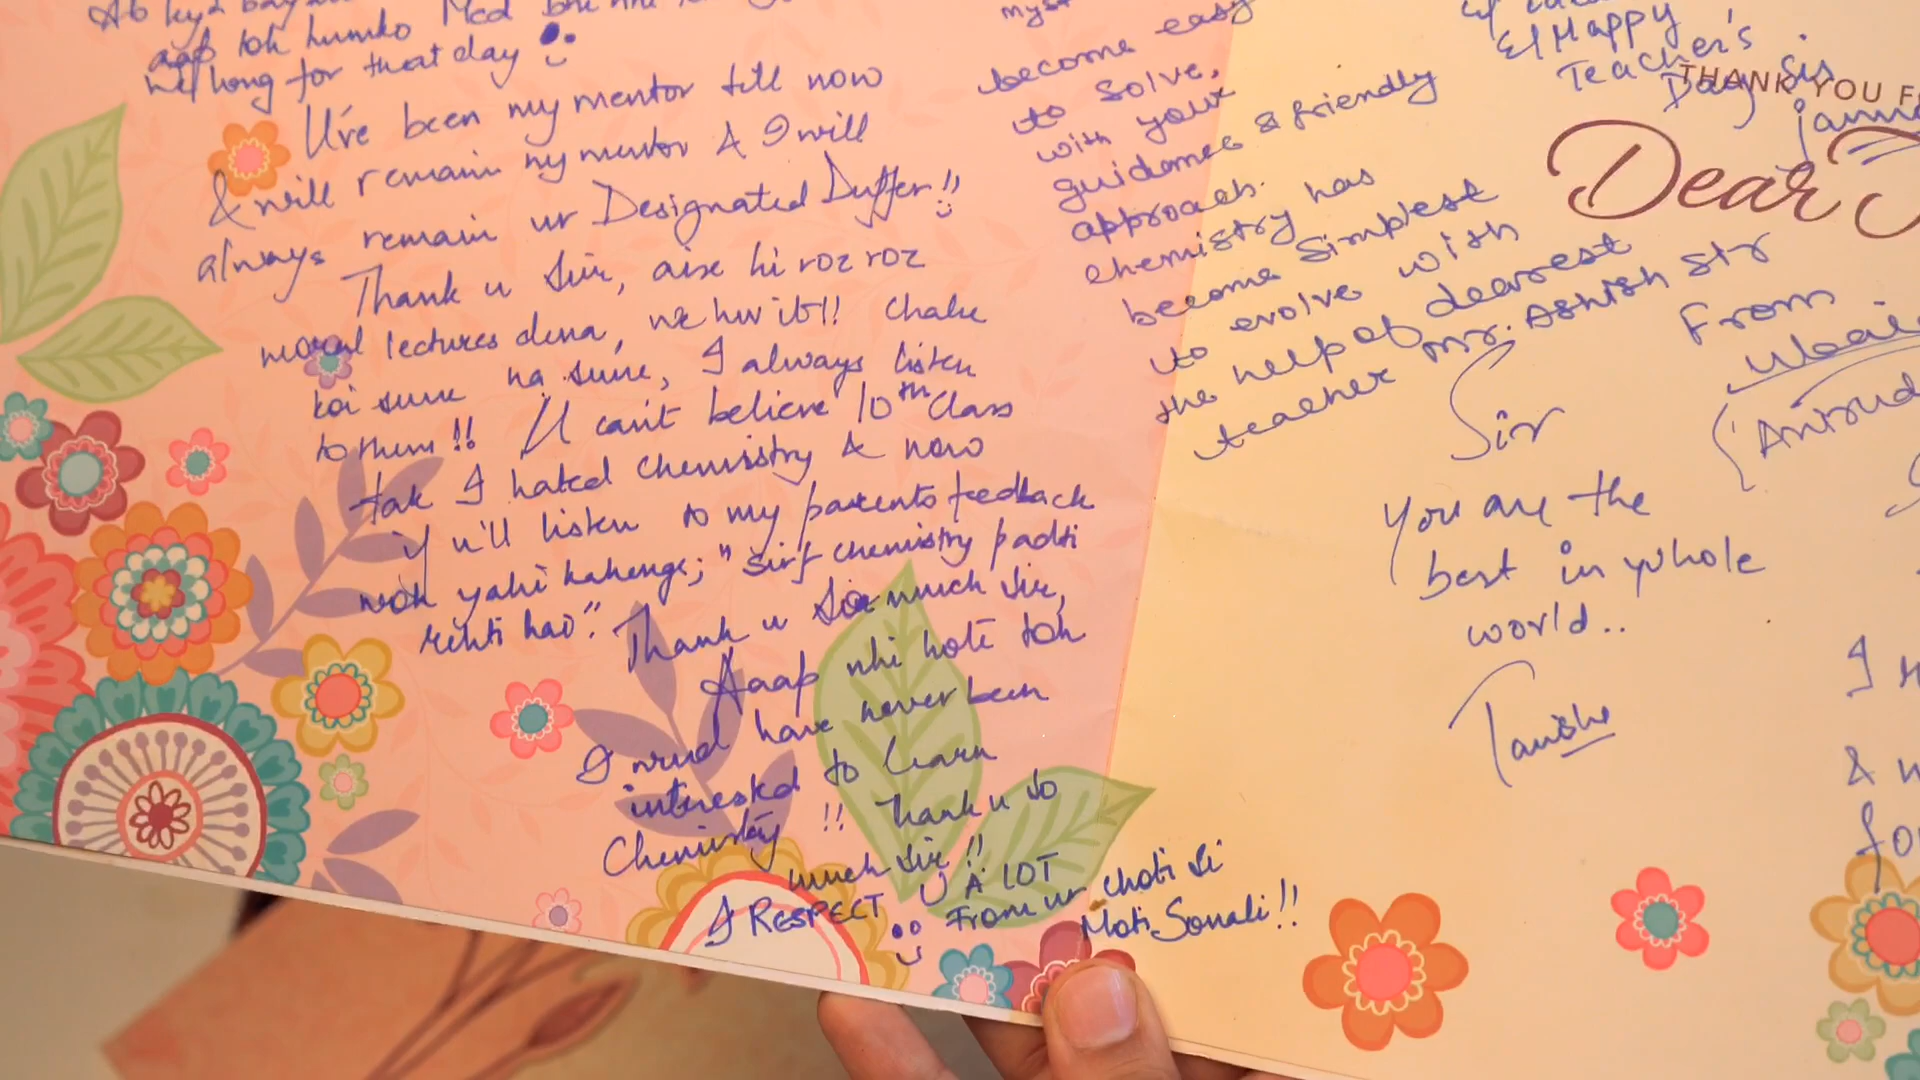 aap toh humko
we'll long for that day
U've been my mentor till now
& will remain my mentor & I will
always remain ur Designated Duffer!!
Thank u Sir, aise hi roz roz
moral lectures dena, we luv it!! Chahe
koi sune na sune, I always listen
to them!! U can't believe 10th Class
tak I hated chemistry & now
if u'll listen to my parents feedback
woh yahi kahenge; "sirf chemistry padti
rehti hai". Thank u so much Sir,
Aaap nhi hote toh
I wud have never been
interested to learn
Chemistry !! Thank u so
much Sir !!
I RESPECT U A LOT
From ur choti si
Moti Sonali!!
become easy
to solve.
with your
guidance & friendly
approach.
chemistry has
become simplest
to evolve with
the help of dearest
teacher Mr. Ashish Sir
From
Happy
Teacher's
Day Sir
THANK YOU F
Dear
Sir
You are the
best in whole
world..
Tanisha
I
&